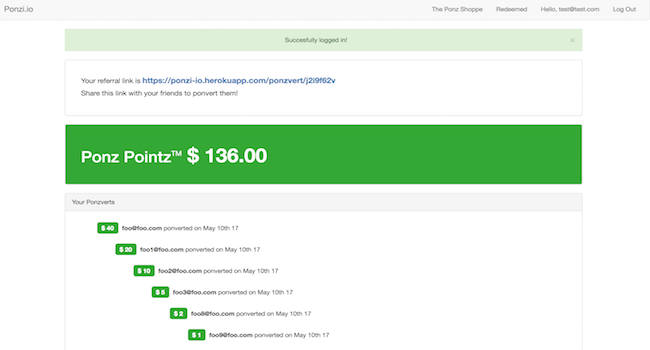 Ponzi.io The Ponz Shoppe Redeemed Hello, test@test.com Log Out
Succesfully logged in! ×
Your referral link is https://ponzi-io.herokuapp.com/ponzvert/j2i9f62v
Share this link with your friends to ponvert them!
Ponz Pointz™ $ 136.00
Your Ponzverts
$ 40 foo@foo.com ponverted on May 10th 17
$ 20 foo1@foo.com ponverted on May 10th 17
$ 10 foo2@foo.com ponverted on May 10th 17
$ 5 foo3@foo.com ponverted on May 10th 17
$ 2 foo8@foo.com ponverted on May 10th 17
$ 1 foo9@foo.com ponverted on May 10th 17